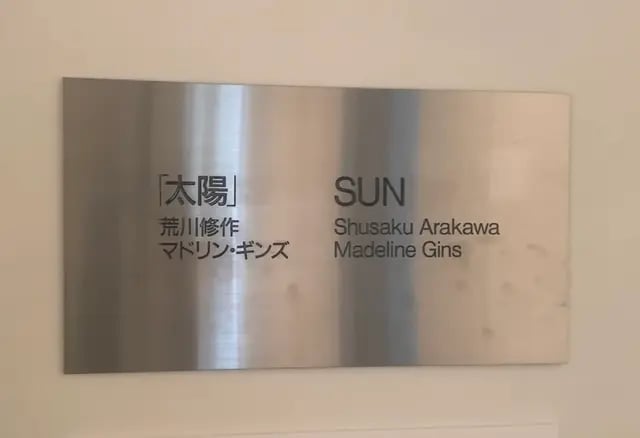 「太陽」
荒川修作
マドリン・ギンズ
SUN
Shusaku Arakawa
Madeline Gins